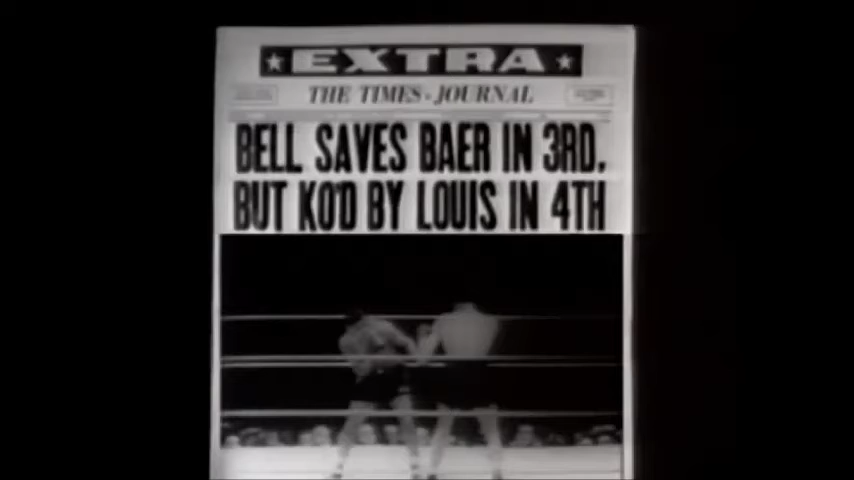 EXTRA
THE TIMES-JOURNAL
BELL SAVES BAER IN 3RD.
BUT KO'D BY LOUIS IN 4TH